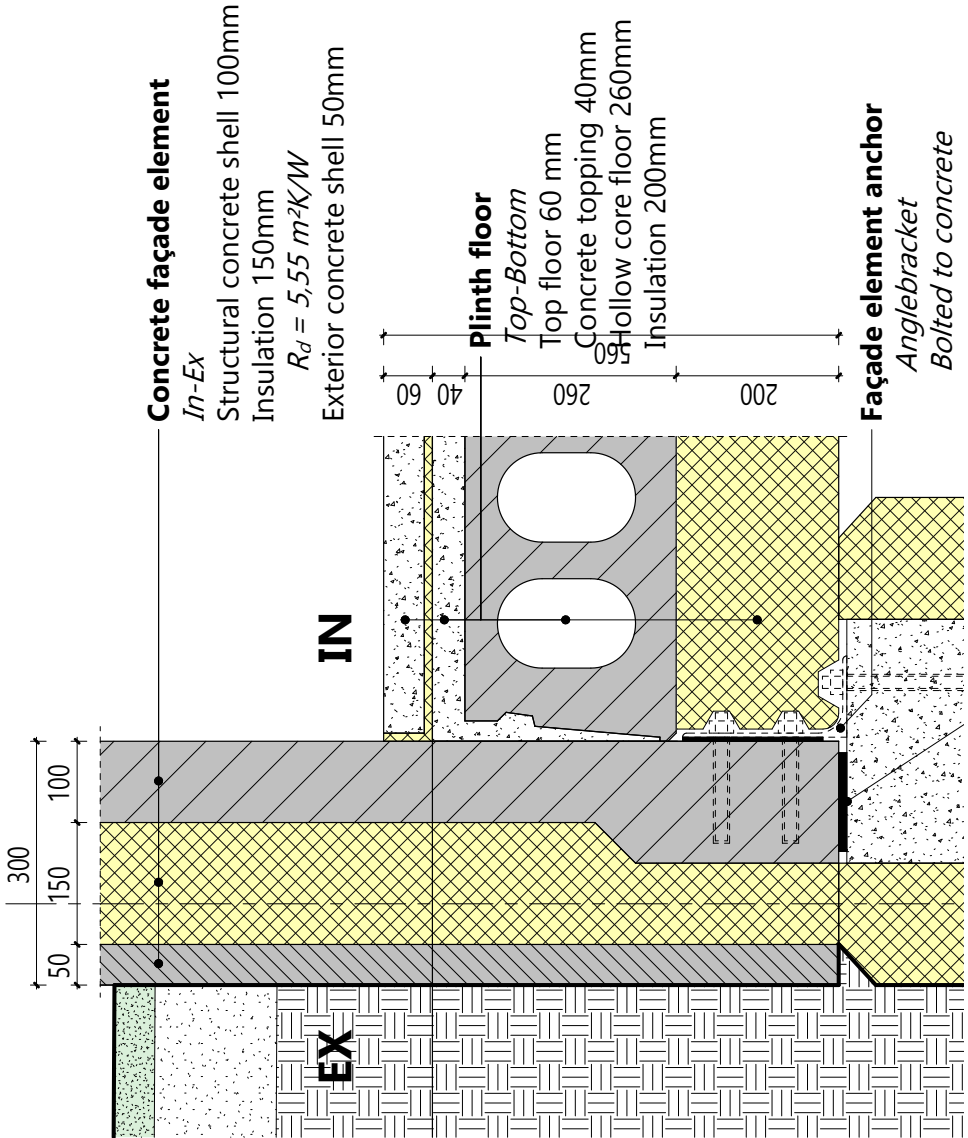 Concrete façade element
In-Ex
Structural concrete shell 100mm
Insulation 150mm
Rd = 5,55 m²K/W
Exterior concrete shell 50mm
Plinth floor
Top-Bottom
Top floor 60 mm
Concrete topping 40mm
Hollow core floor 260mm
Insulation 200mm
Façade element anchor
Anglebracket
Bolted to concrete
IN
EX
300
50
150
100
60
40
260
200
560